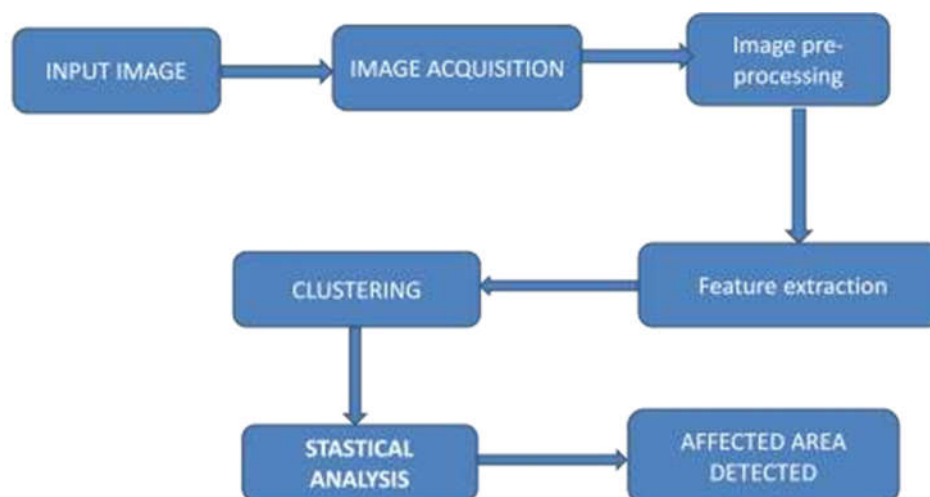 INPUT IMAGE
IMAGE ACQUISITION
Image pre-
processing
Feature extraction
CLUSTERING
STASTICAL
ANALYSIS
AFFECTED AREA
DETECTED